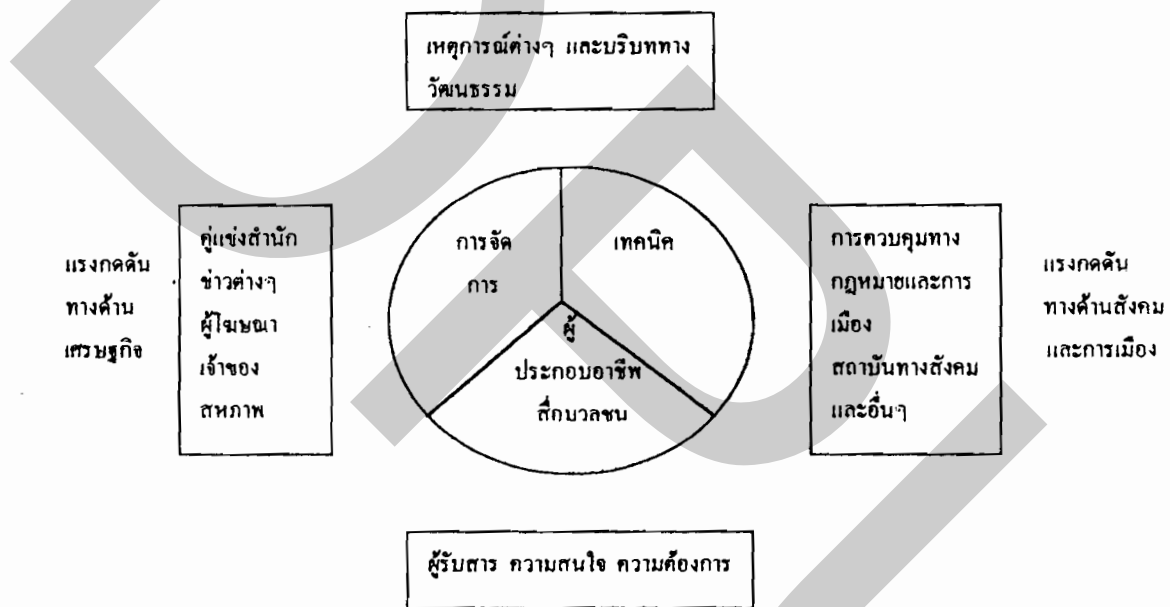 เหตุการณ์ต่างๆ และบริบททาง
วัฒนธรรม
แรงกดดัน
ทางด้าน
เศรษฐกิจ
คู่แข่งสำนัก
ข่าวต่างๆ
ผู้โฆษณา
เจ้าของ
สหภาพ
การจัด
การ
เทคนิค
ผู้
ประกอบอาชีพ
สื่อมวลชน
การควบคุมทาง
กฎหมายและการ
เมือง
สถาบันทางสังคม
และอื่นๆ
แรงกดดัน
ทางด้านสังคม
และการเมือง
ผู้รับสาร ความสนใจ ความต้องการ